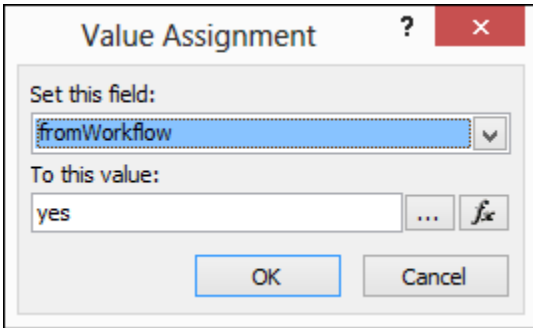 Value Assignment ? ×
Set this field:
fromWorkflow
To this value:
yes ... fx
OK Cancel